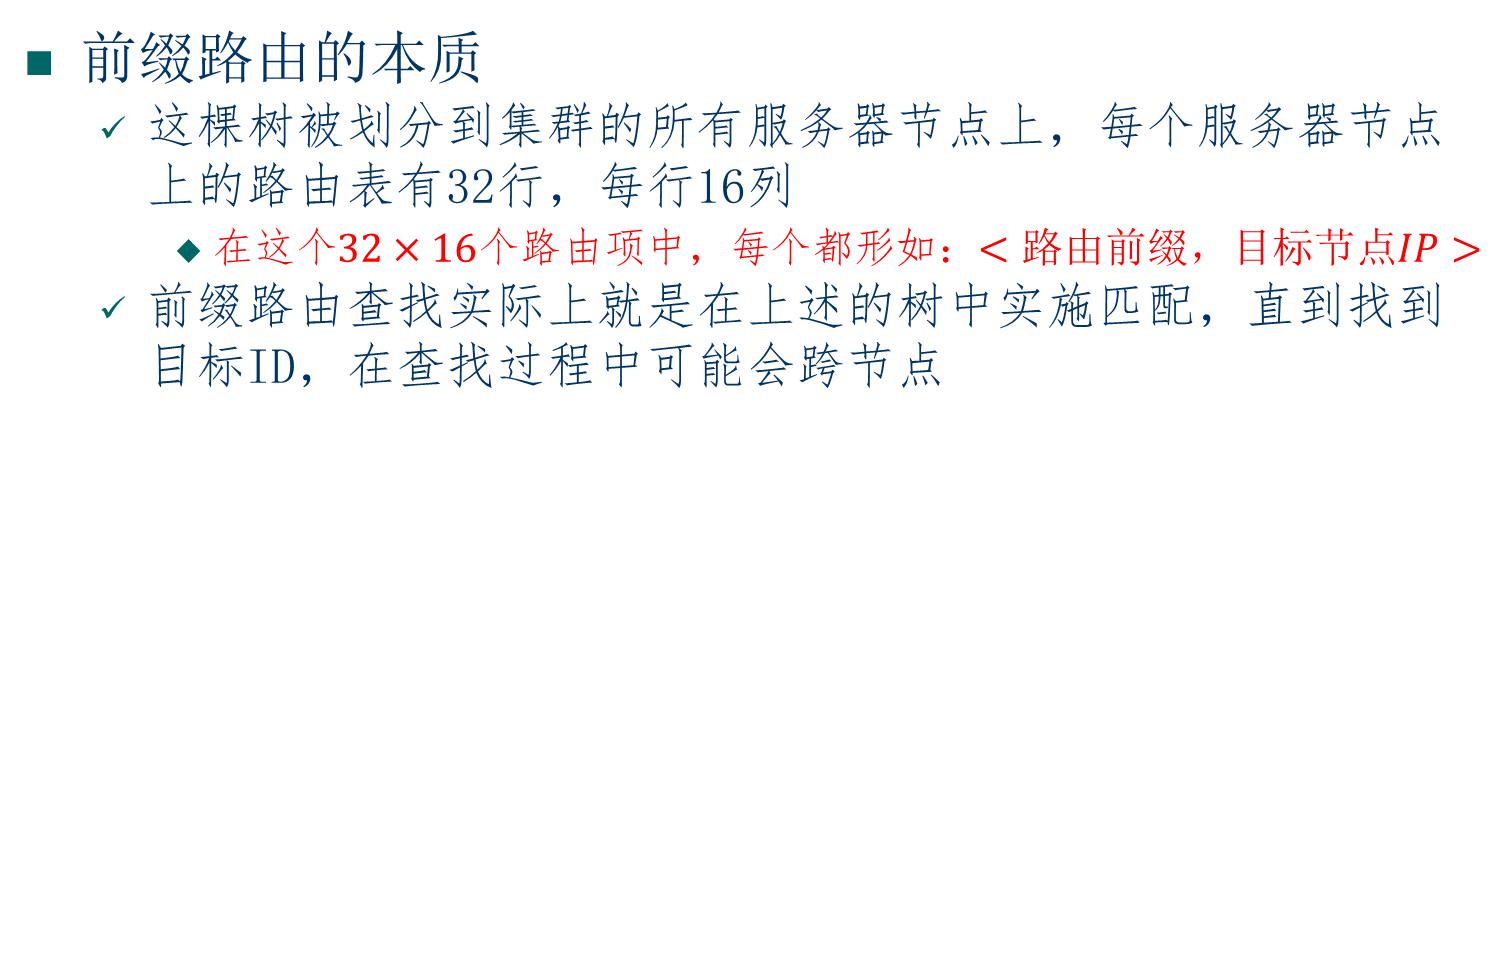 前缀路由的本质
这棵树被划分到集群的所有服务器节点上，每个服务器节点
上的路由表有32行，每行16列
在这个32×16个路由项中，每个都形如：<路由前缀，目标节点IP>
前缀路由查找实际上就是在上述的树中实施匹配，直到找到
目标ID，在查找过程中可能会跨节点